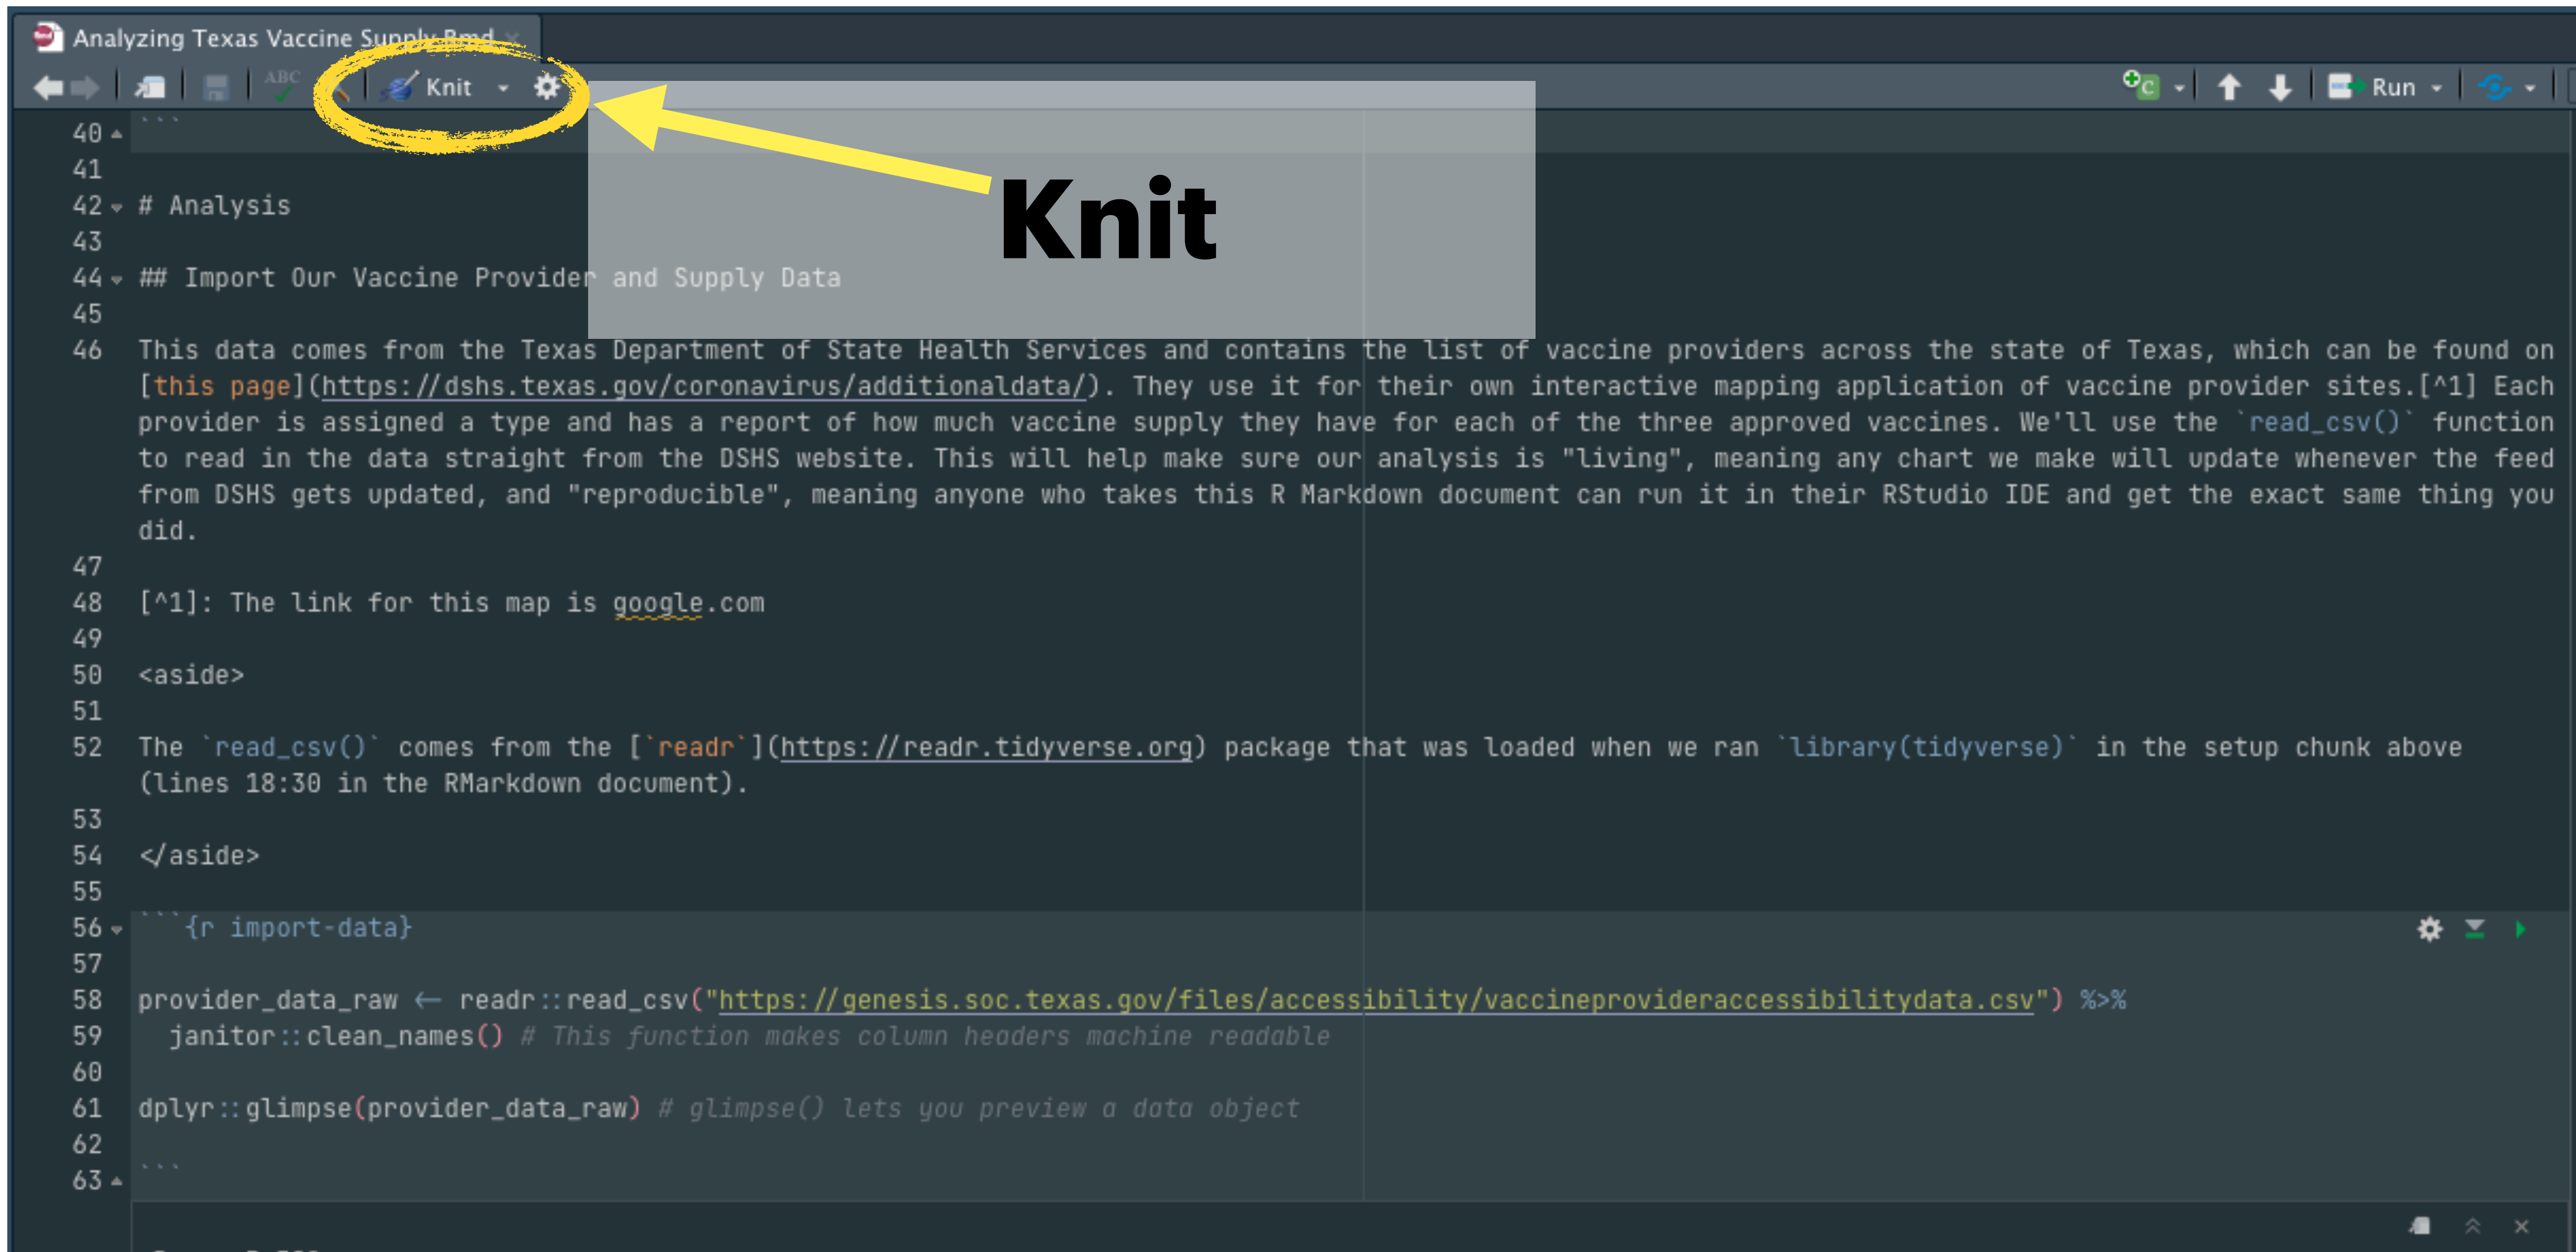 Analyzing Texas Vaccine Supply.Rmd ×
ABC Knit Run
Knit
40 ```
41
42 # Analysis
43
44 ## Import Our Vaccine Provider and Supply Data
45
46 This data comes from the Texas Department of State Health Services and contains the list of vaccine providers across the state of Texas, which can be found on
[this page](https://dshs.texas.gov/coronavirus/additionaldata/). They use it for their own interactive mapping application of vaccine provider sites.[^1] Each
provider is assigned a type and has a report of how much vaccine supply they have for each of the three approved vaccines. We'll use the `read_csv()` function
to read in the data straight from the DSHS website. This will help make sure our analysis is "living", meaning any chart we make will update whenever the feed
from DSHS gets updated, and "reproducible", meaning anyone who takes this R Markdown document can run it in their RStudio IDE and get the exact same thing you
did.
47
48 [^1]: The link for this map is google.com
49
50 <aside>
51
52 The `read_csv()` comes from the [`readr`](https://readr.tidyverse.org) package that was loaded when we ran `library(tidyverse)` in the setup chunk above
(lines 18:30 in the RMarkdown document).
53
54 </aside>
55
56 ```{r import-data}
57
58 provider_data_raw <- readr::read_csv("https://genesis.soc.texas.gov/files/accessibility/vaccineprovideraccessibilitydata.csv") %>%
59 janitor::clean_names() # This function makes column headers machine readable
60
61 dplyr::glimpse(provider_data_raw) # glimpse() lets you preview a data object
62
63 ```